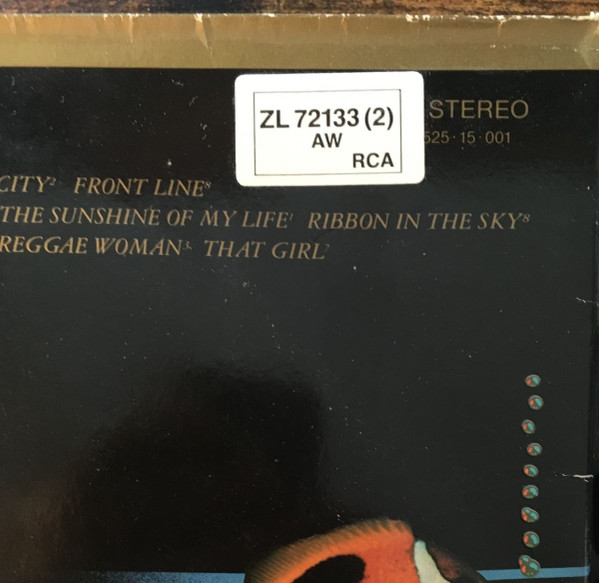 ZL 72133 (2)
AW
RCA
STEREO
525·15·001
CITY² FRONT LINE⁸
THE SUNSHINE OF MY LIFE¹ RIBBON IN THE SKY⁸
REGGAE WOMAN³· THAT GIRL⁷